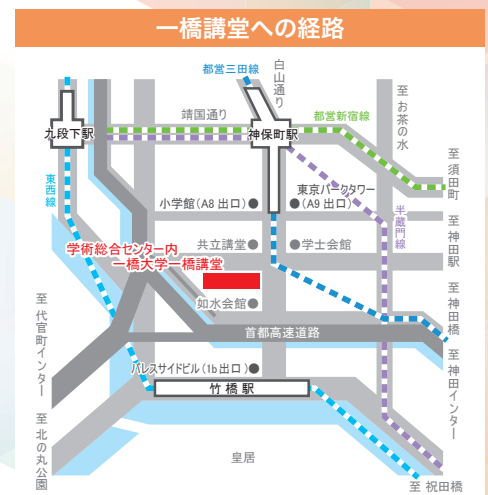 一橋講堂への経路
都営三田線
白山通り
至 お茶の水
靖国通り
都営新宿線
九段下駅
神保町駅
至 須田町
東西線
小学館(A8 出口)
東京パークタワー
(A9 出口)
半蔵門線
至 神田駅
共立講堂
学士会館
学術総合センター内
一橋大学一橋講堂
如水会館
至 神田橋
至 代官町インター
首都高速道路
至 神田インター
パレスサイドビル(1b 出口)
竹橋駅
至 北の丸公園
皇居
至 祝田橋